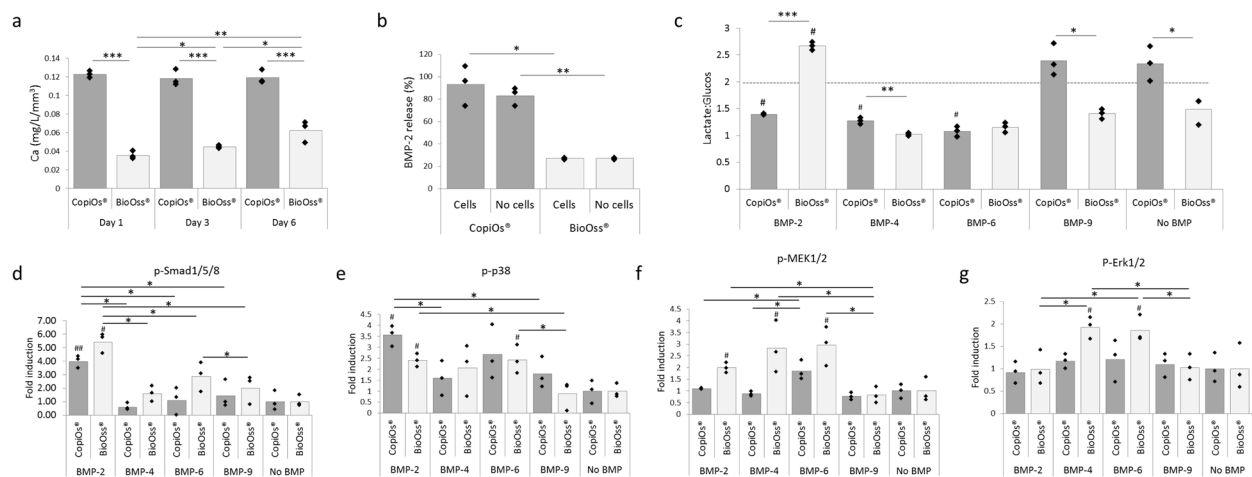 a
**
* *
*** *** ***
Ca (mg/L/mm³)
0.14
0.12
0.1
0.08
0.06
0.04
0.02
0
CopiOs® BioOss® CopiOs® BioOss® CopiOs® BioOss®
Day 1 Day 3 Day 6
b
*
**
BMP-2 release (%)
120
100
80
60
40
20
0
Cells No cells Cells No cells
CopiOs® BioOss®
c
*** # * *
# # ** #
Lactate:Glucos
3
2.5
2
1.5
1
0.5
0
CopiOs® BioOss® CopiOs® BioOss® CopiOs® BioOss® CopiOs® BioOss® CopiOs® BioOss®
BMP-2 BMP-4 BMP-6 BMP-9 No BMP
d
p-Smad1/5/8
*
*
* *
* *
*
## #
Fold induction
7.00
6.00
5.00
4.00
3.00
2.00
1.00
0.00
CopiOs® BioOss® CopiOs® BioOss® CopiOs® BioOss® CopiOs® BioOss® CopiOs® BioOss®
BMP-2 BMP-4 BMP-6 BMP-9 No BMP
e
p-p38
*
* *
*
# # #
Fold induction
4.5
4
3.5
3
2.5
2
1.5
1
0.5
0
CopiOs® BioOss® CopiOs® BioOss® CopiOs® BioOss® CopiOs® BioOss® CopiOs® BioOss®
BMP-2 BMP-4 BMP-6 BMP-9 No BMP
f
p-MEK1/2
*
* *
* *
# # #
Fold induction
5
4.5
4
3.5
3
2.5
2
1.5
1
0.5
0
CopiOs® BioOss® CopiOs® BioOss® CopiOs® BioOss® CopiOs® BioOss® CopiOs® BioOss®
BMP-2 BMP-4 BMP-6 BMP-9 No BMP
g
P-Erk1/2
*
* *
*
# #
Fold induction
2.5
2
1.5
1
0.5
0
CopiOs® BioOss® CopiOs® BioOss® CopiOs® BioOss® CopiOs® BioOss® CopiOs® BioOss®
BMP-2 BMP-4 BMP-6 BMP-9 No BMP